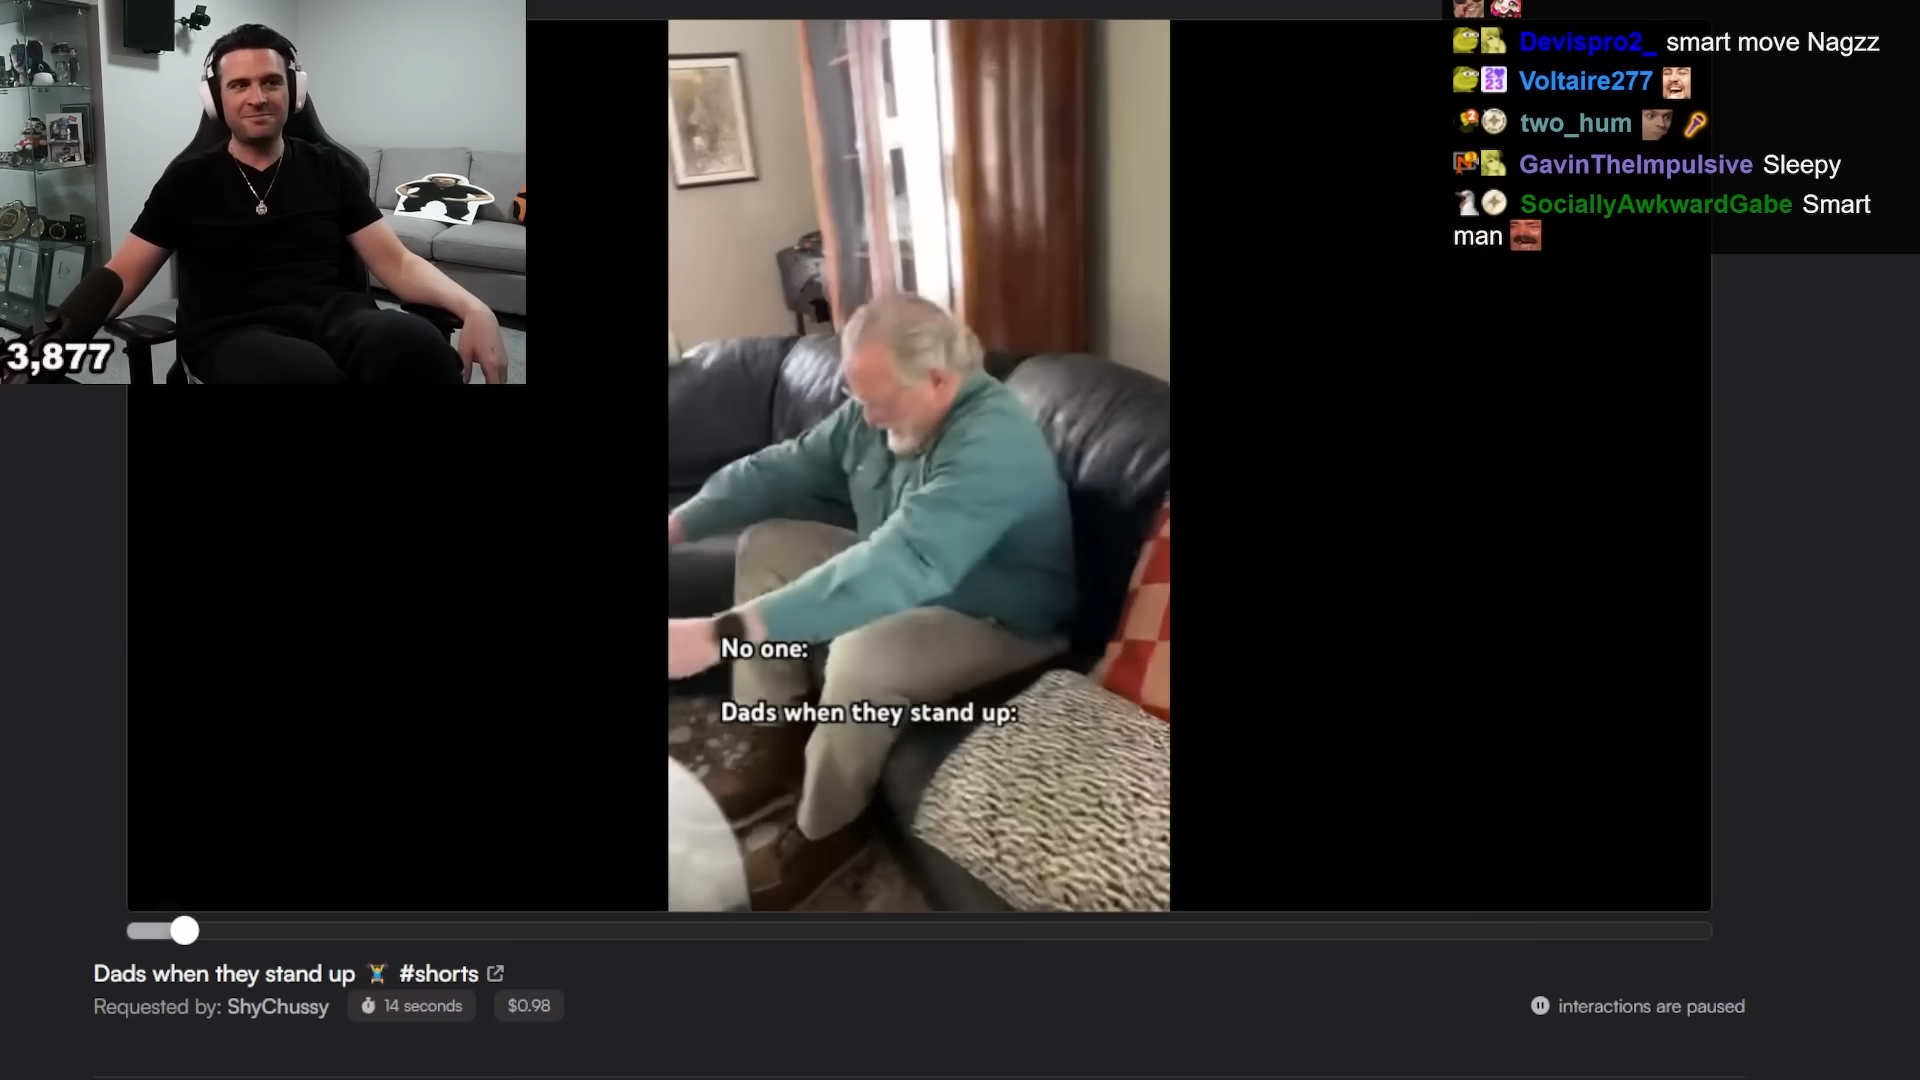 Devispro2_ smart move Nagzz
Voltaire277
two_hum
GavinTheImpulsive Sleepy
SociallyAwkwardGabe Smart
man
3,877
No one:
Dads when they stand up:
Dads when they stand up #shorts
Requested by: ShyChussy 14 seconds $0.98
interactions are paused